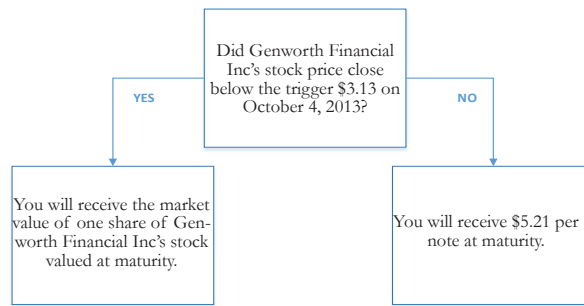 Did Genworth Financial
Inc's stock price close
below the trigger $3.13 on
October 4, 2013?
YES
NO
You will receive the market
value of one share of Gen-
worth Financial Inc's stock
valued at maturity.
You will receive $5.21 per
note at maturity.